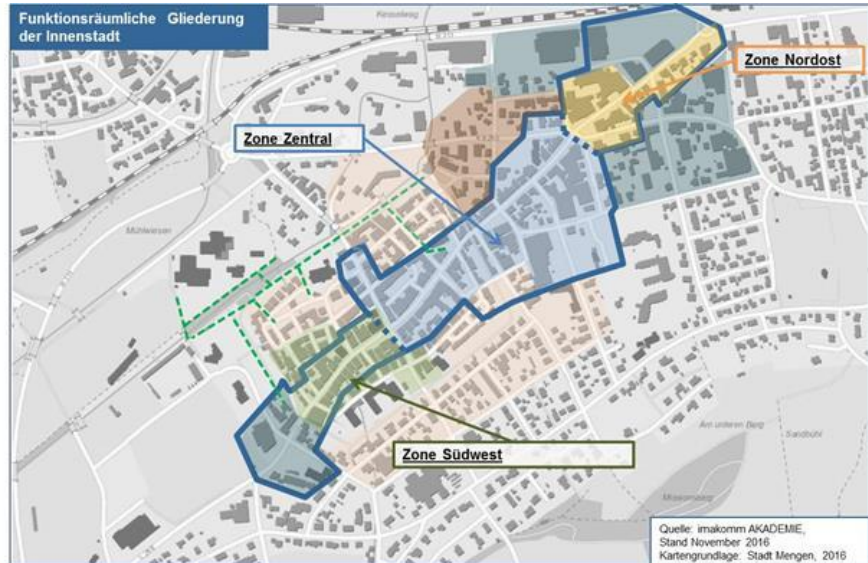 Funktionsräumliche Gliederung
der Innenstadt
Zone Nordost
Zone Zentral
Mühlwiesen
Zone Südwest
Am unteren Berg
Sandbühl
Quelle: imakomm AKADEMIE,
Stand November 2016
Kartengrundlage: Stadt Mengen, 2016